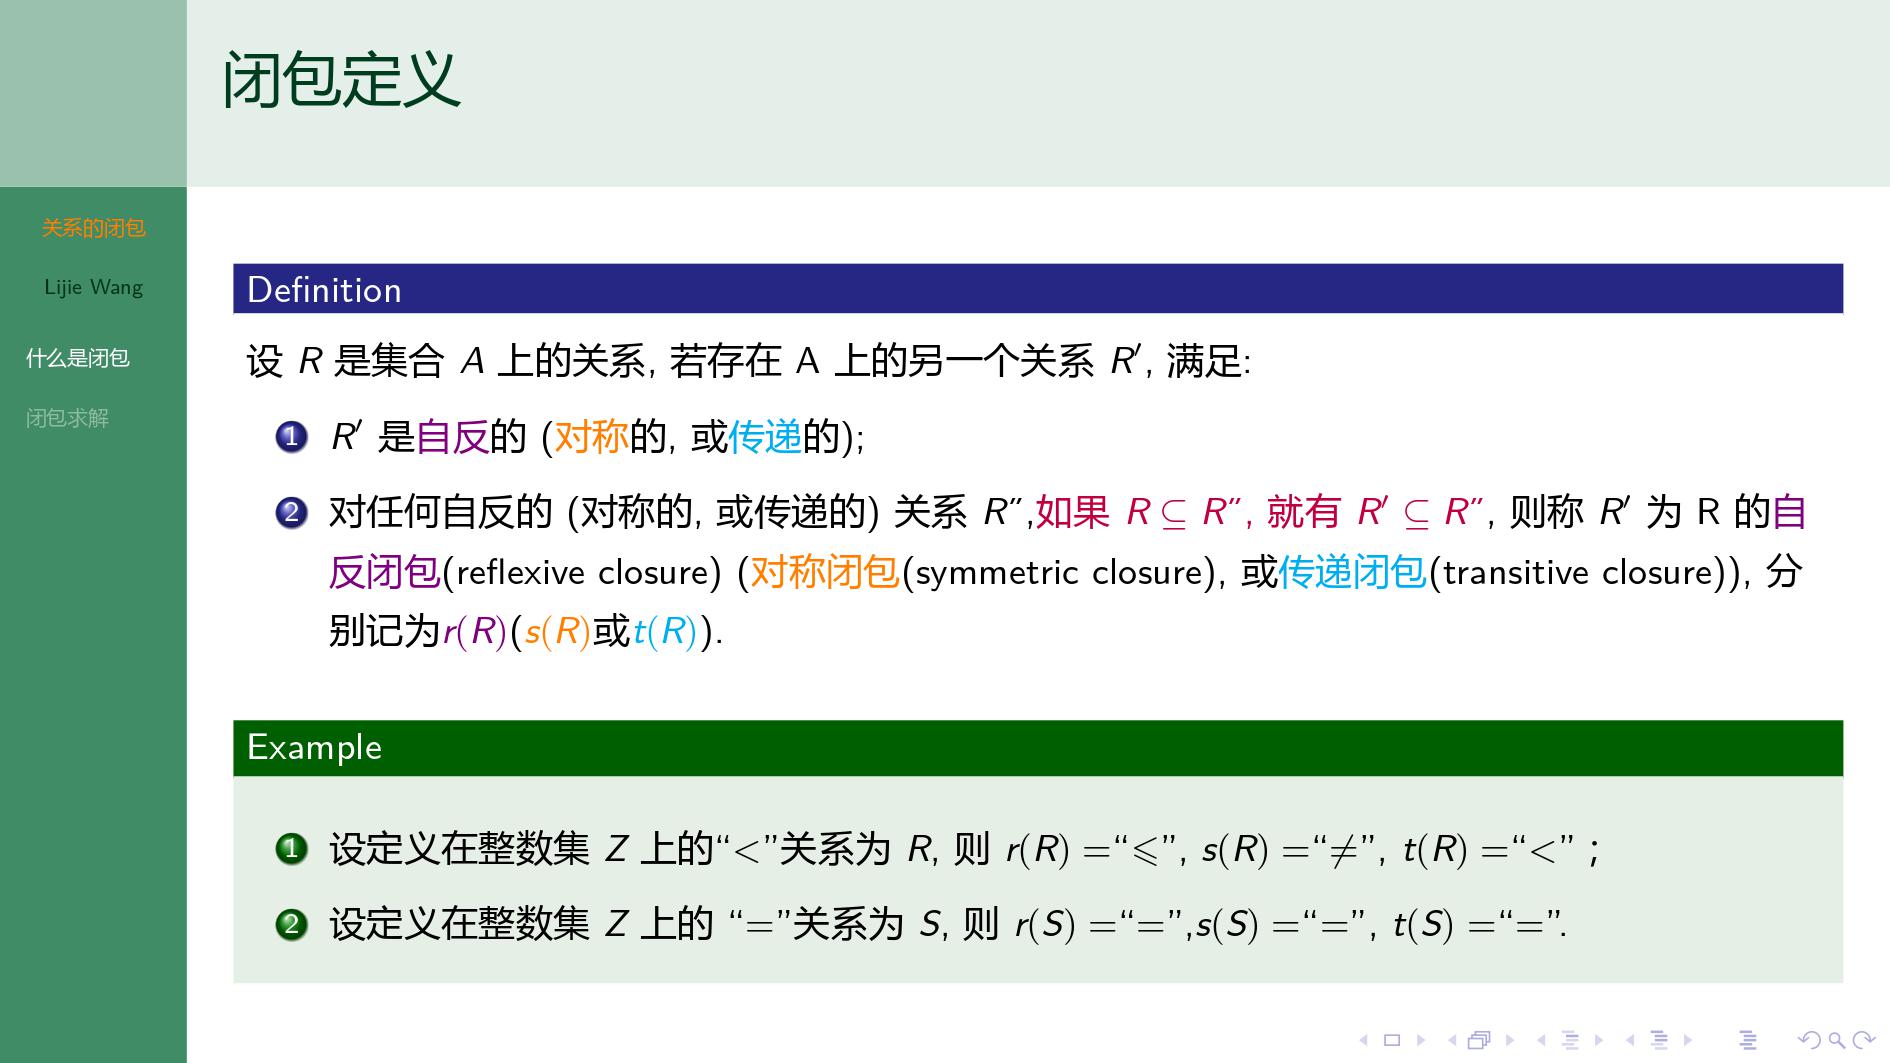 闭包定义
关系的闭包
Lijie Wang
什么是闭包
闭包求解
Definition
设 R 是集合 A 上的关系, 若存在 A 上的另一个关系 R′, 满足:
1 R′ 是自反的 (对称的, 或传递的);
2 对任何自反的 (对称的, 或传递的) 关系 R”,如果 R ⊆ R”, 就有 R′ ⊆ R”, 则称 R′ 为 R 的自
反闭包(reflexive closure) (对称闭包(symmetric closure), 或传递闭包(transitive closure)), 分
别记为r(R)(s(R)或t(R)).
Example
1 设定义在整数集 Z 上的“<”关系为 R, 则 r(R) =“⩽”, s(R) =“≠”, t(R) =“<” ;
2 设定义在整数集 Z 上的 “=”关系为 S, 则 r(S) =“=”,s(S) =“=”, t(S) =“=”.